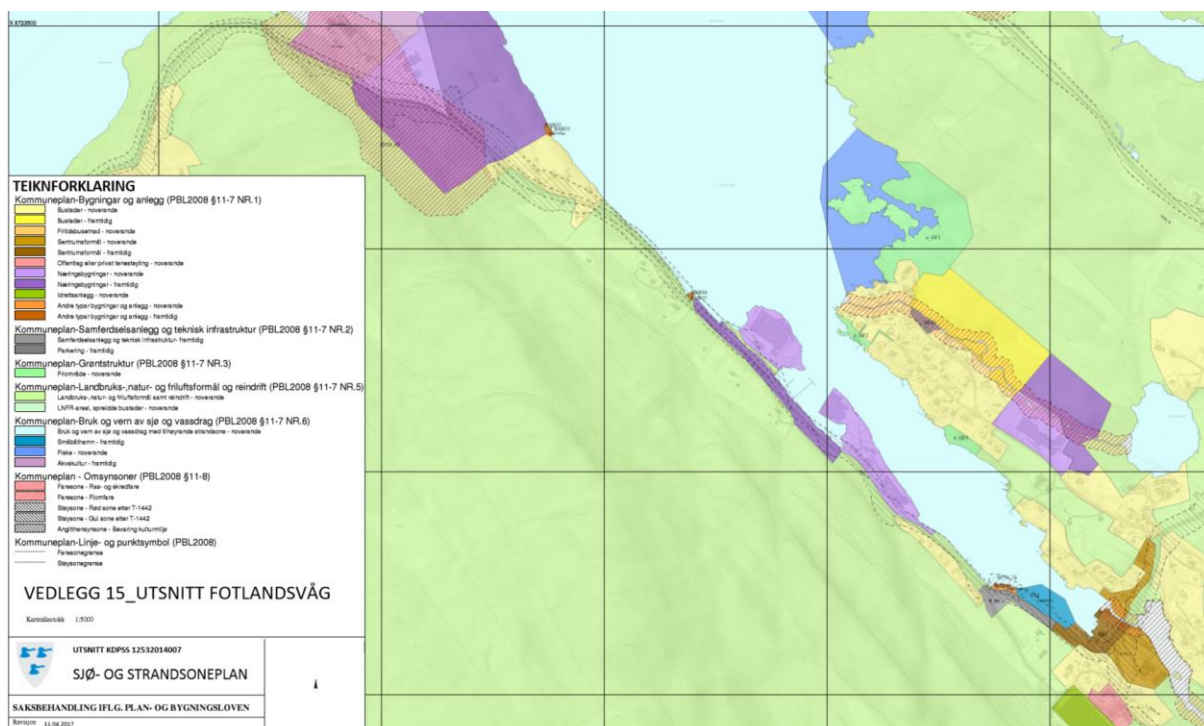 X 6723500
TEIKNFORKLARING
Kommuneplan-Bygningar og anlegg (PBL2008 §11-7 NR.1)
Bustader - noverande
Bustader - framtidig
Fritidsbusetnad - noverande
Sentrumsformål - noverande
Sentrumsformål - framtidig
Offentleg eller privat tenesteyting - noverande
Næringsbygningar - noverande
Næringsbygningar - framtidig
Idrettsanlegg - noverande
Andre typar bygningar og anlegg - noverande
Andre typar bygningar og anlegg - framtidig
Kommuneplan-Samferdselsanlegg og teknisk infrastruktur (PBL2008 §11-7 NR.2)
Samferdselsanlegg og teknisk infrastruktur- framtidig
Parkering - framtidig
Kommuneplan-Grøntstruktur (PBL2008 §11-7 NR.3)
Friområde - noverande
Kommuneplan-Landbruks-,natur- og friluftsformål og reindrift (PBL2008 §11-7 NR.5)
Landbruks-,natur- og friluftsformål samt reindrift - noverande
LNFR-areal, spreidde bustader - noverande
Kommuneplan-Bruk og vern av sjø og vassdrag (PBL2008 §11-7 NR.6)
Bruk og vern av sjø og vassdrag med tilhøyrande strandsone - noverande
Småbåthamn - framtidig
Fiske - noverande
Akvakultur - framtidig
Kommuneplan - Omsynsoner (PBL2008 §11-8)
Faresone - Ras- og skredfare
Faresone - Flomfare
Støysone - Rød sone etter T-1442
Støysone - Gul sone etter T-1442
Angitthensynsone - Bevaring kulturmiljø
Kommuneplan-Linje- og punktsymbol (PBL2008)
Faresonegrense
Støysonegrense
VEDLEGG 15_UTSNITT FOTLANDSVÅG
Kartmålestokk 1:5000
UTSNITT KDPSS 12532014007
SJØ- OG STRANDSONEPLAN
SAKSBEHANDLING IFLG. PLAN- OG BYGNINGSLOVEN
Revisjon 11.04.2017